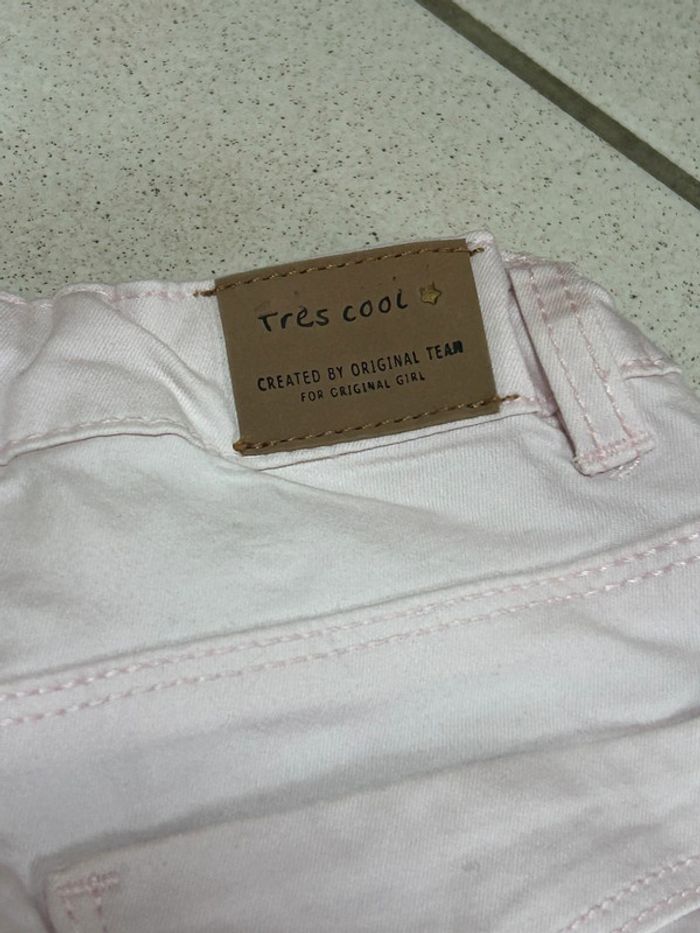 Tres cool
CREATED BY ORIGINAL TEAM
FOR ORIGINAL GIRL